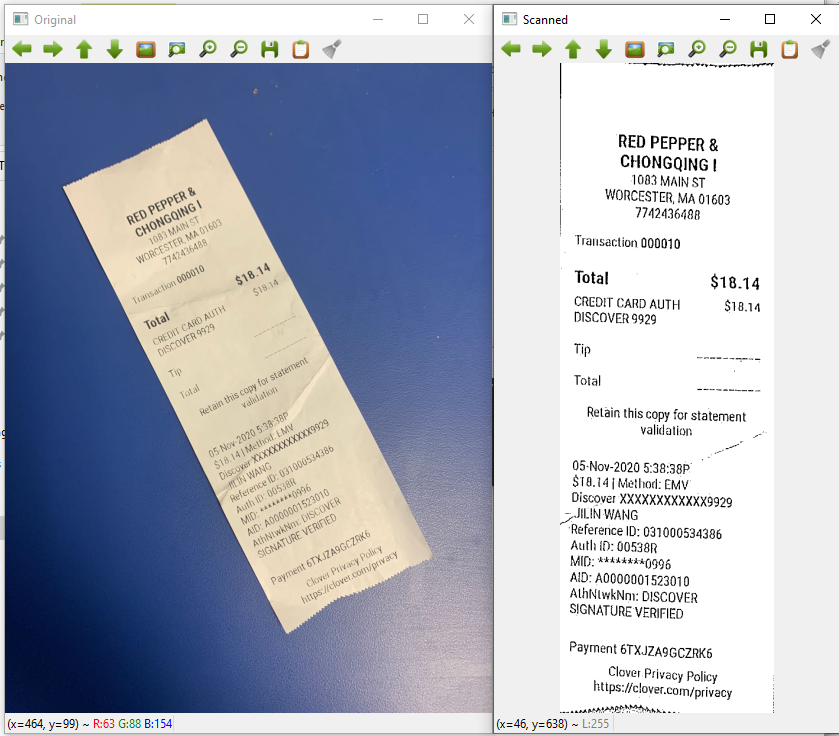 Original
Scanned
RED PEPPER &
CHONGQING I
1083 MAIN ST
WORCESTER, MA 01603
7742436488
Transaction 000010
Total $18.14
CREDIT CARD AUTH $18.14
DISCOVER 9929
Tip
Total
Retain this copy for statement
validation
05-Nov-2020 5:38:38P
$18.14 | Method: EMV
Discover XXXXXXXXXXXX9929
JILIN WANG
Reference ID: 031000534386
Auth ID: 00538R
MID: ********0996
AID: A0000001523010
AthNtwkNm: DISCOVER
SIGNATURE VERIFIED
Payment 6TXJZA9GCZRK6
Clover Privacy Policy
https://clover.com/privacy
(x=464, y=99) ~ R:63 G:88 B:154
RED PEPPER &
CHONGQING I
1083 MAIN ST
WORCESTER, MA 01603
7742436488
Transaction 000010
Total $18.14
CREDIT CARD AUTH $18.14
DISCOVER 9929
Tip
Total
Retain this copy for statement
validation
05-Nov-2020 5:38:38P
$18.14 | Method: EMV
Discover XXXXXXXXXXXX9929
JILIN WANG
Reference ID: 031000534386
Auth ID: 00538R
MID: ********0996
AID: A0000001523010
AthNtwkNm: DISCOVER
SIGNATURE VERIFIED
Payment 6TXJZA9GCZRK6
Clover Privacy Policy
https://clover.com/privacy
(x=46, y=638) ~ L:255